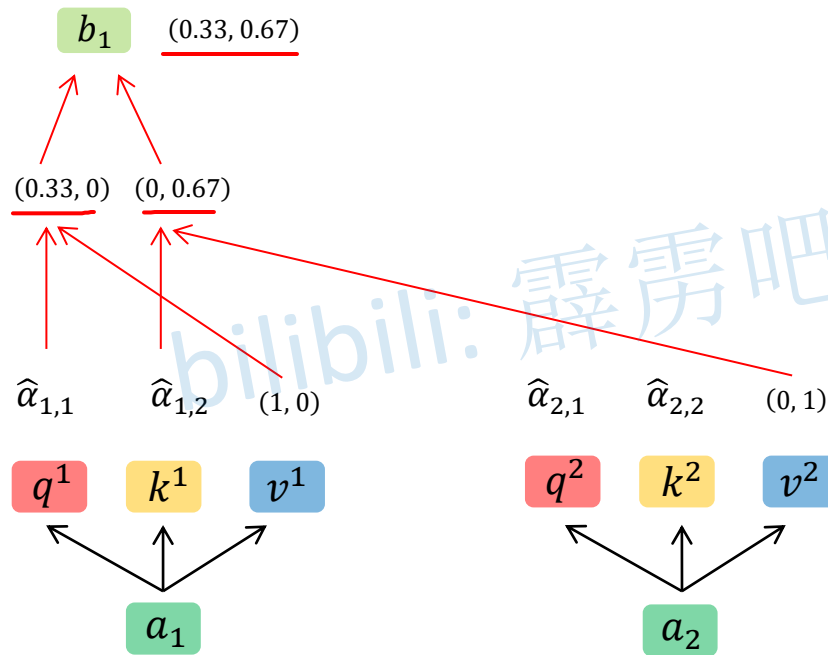 b₁ (0.33, 0.67)
(0.33, 0) (0, 0.67)
bilibili: 霹雳吧
α̂₁,₁ α̂₁,₂ (1, 0) α̂₂,₁ α̂₂,₂ (0, 1)
q¹ k¹ v¹ q² k² v²
a₁ a₂